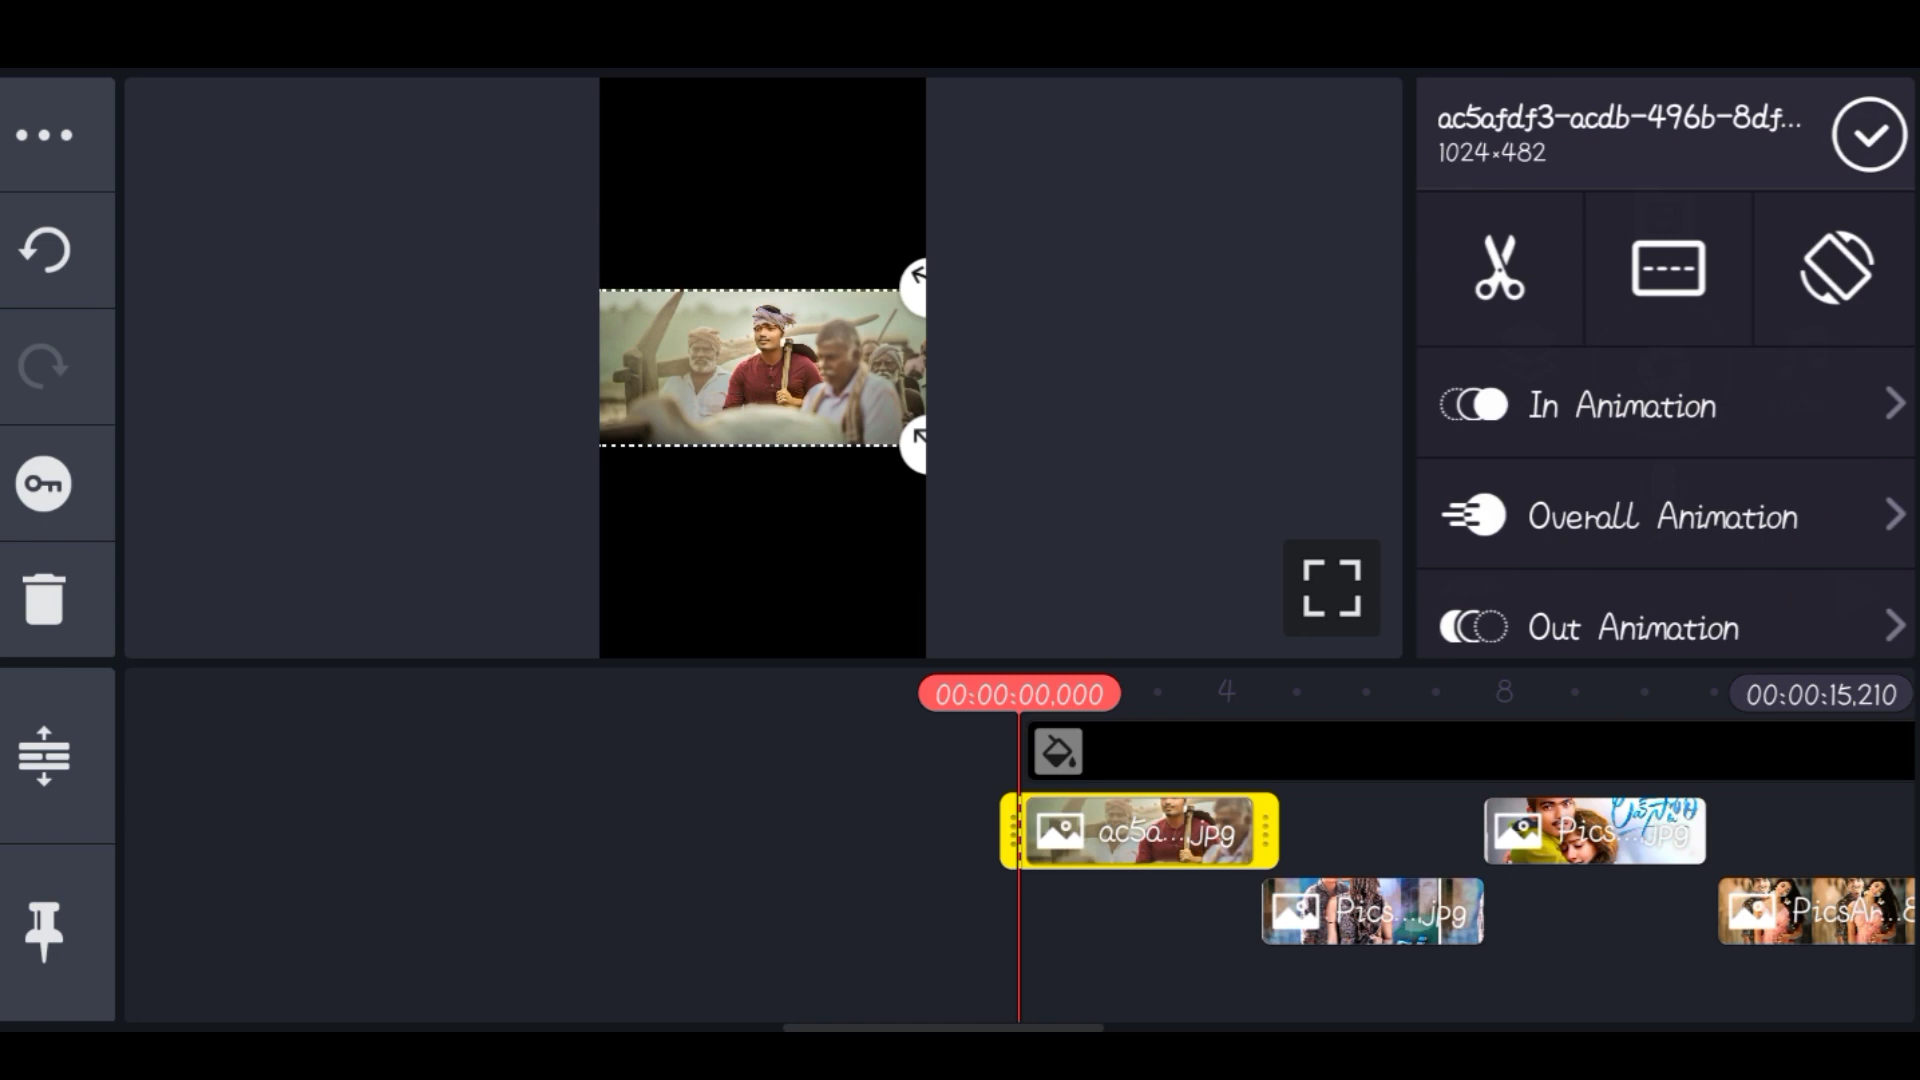 ac5afdf3-acdb-496b-8df...
1024×482
In Animation
Overall Animation
Out Animation
00:00:00,000
4
8
00:00:15,210
ac5a...jpg
Pics...jpg
Pics...jpg